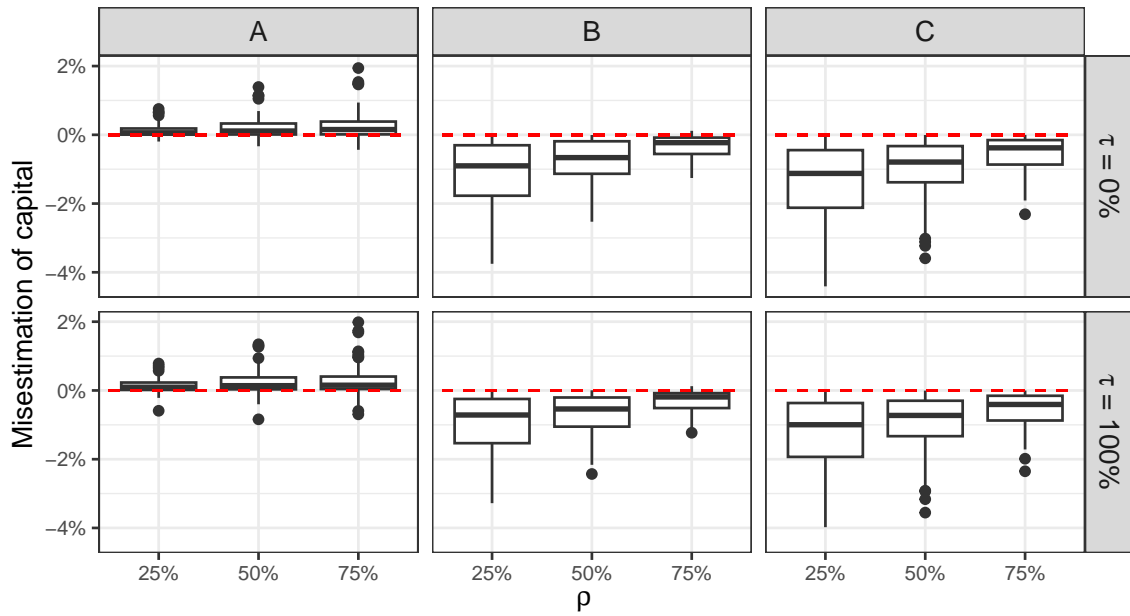 A B C
2%
0%
−2%
−4%
τ = 0%
2%
0%
−2%
−4%
τ = 100%
Misestimation of capital
25% 50% 75% 25% 50% 75% 25% 50% 75%
ρ